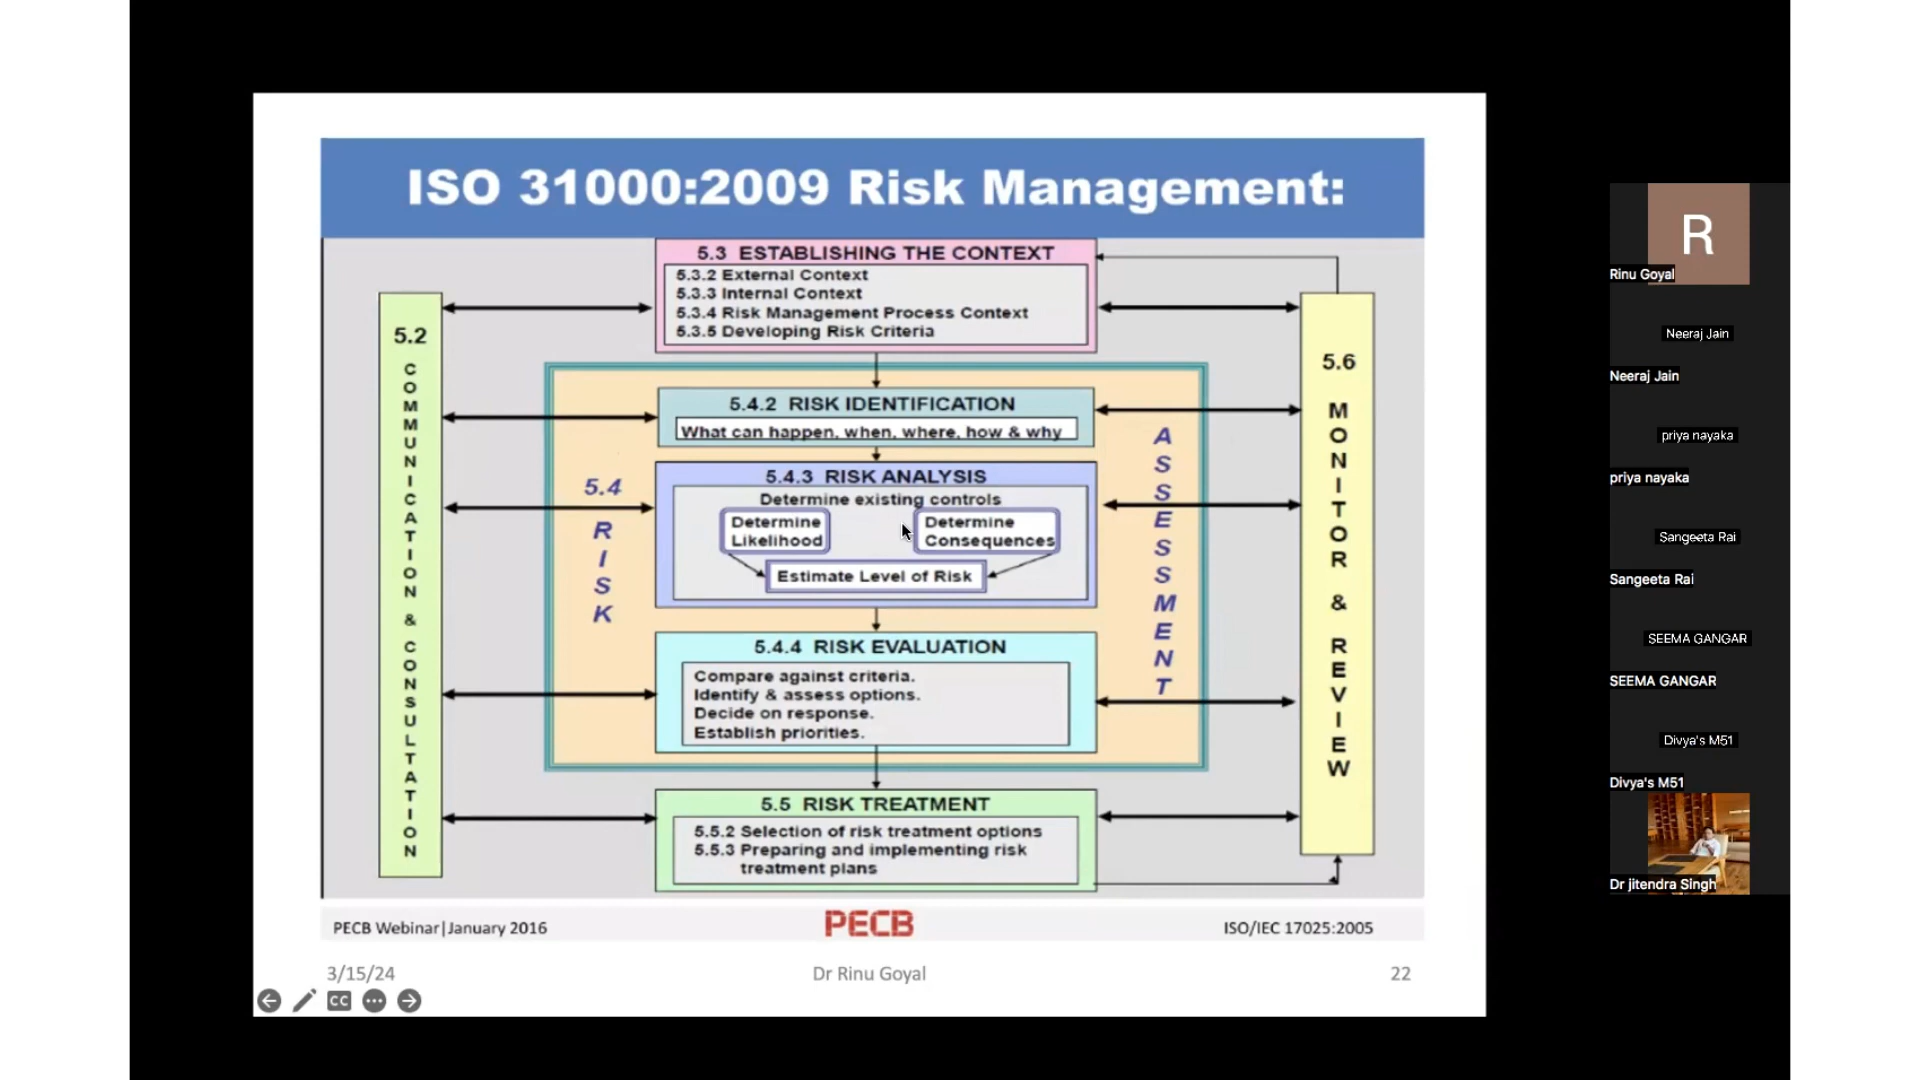 ISO 31000:2009 Risk Management:
5.3 ESTABLISHING THE CONTEXT
5.3.2 External Context
5.3.3 Internal Context
5.3.4 Risk Management Process Context
5.3.5 Developing Risk Criteria
5.2
COMMUNICATION & CONSULTATION
5.4
RISK
5.4.2 RISK IDENTIFICATION
What can happen, when, where, how & why
5.4.3 RISK ANALYSIS
Determine existing controls
Determine
Likelihood
Determine
Consequences
Estimate Level of Risk
5.4.4 RISK EVALUATION
Compare against criteria.
Identify & assess options.
Decide on response.
Establish priorities.
ASSESSMENT
5.5 RISK TREATMENT
5.5.2 Selection of risk treatment options
5.5.3 Preparing and implementing risk
treatment plans
5.6
MONITOR & REVIEW
PECB Webinar|January 2016
PECB
ISO/IEC 17025:2005
3/15/24
Dr Rinu Goyal
22
CC
R
Rinu Goyal
Neeraj Jain
Neeraj Jain
priya nayaka
priya nayaka
Sangeeta Rai
Sangeeta Rai
SEEMA GANGAR
SEEMA GANGAR
Divya's M51
Divya's M51
Dr jitendra Singh